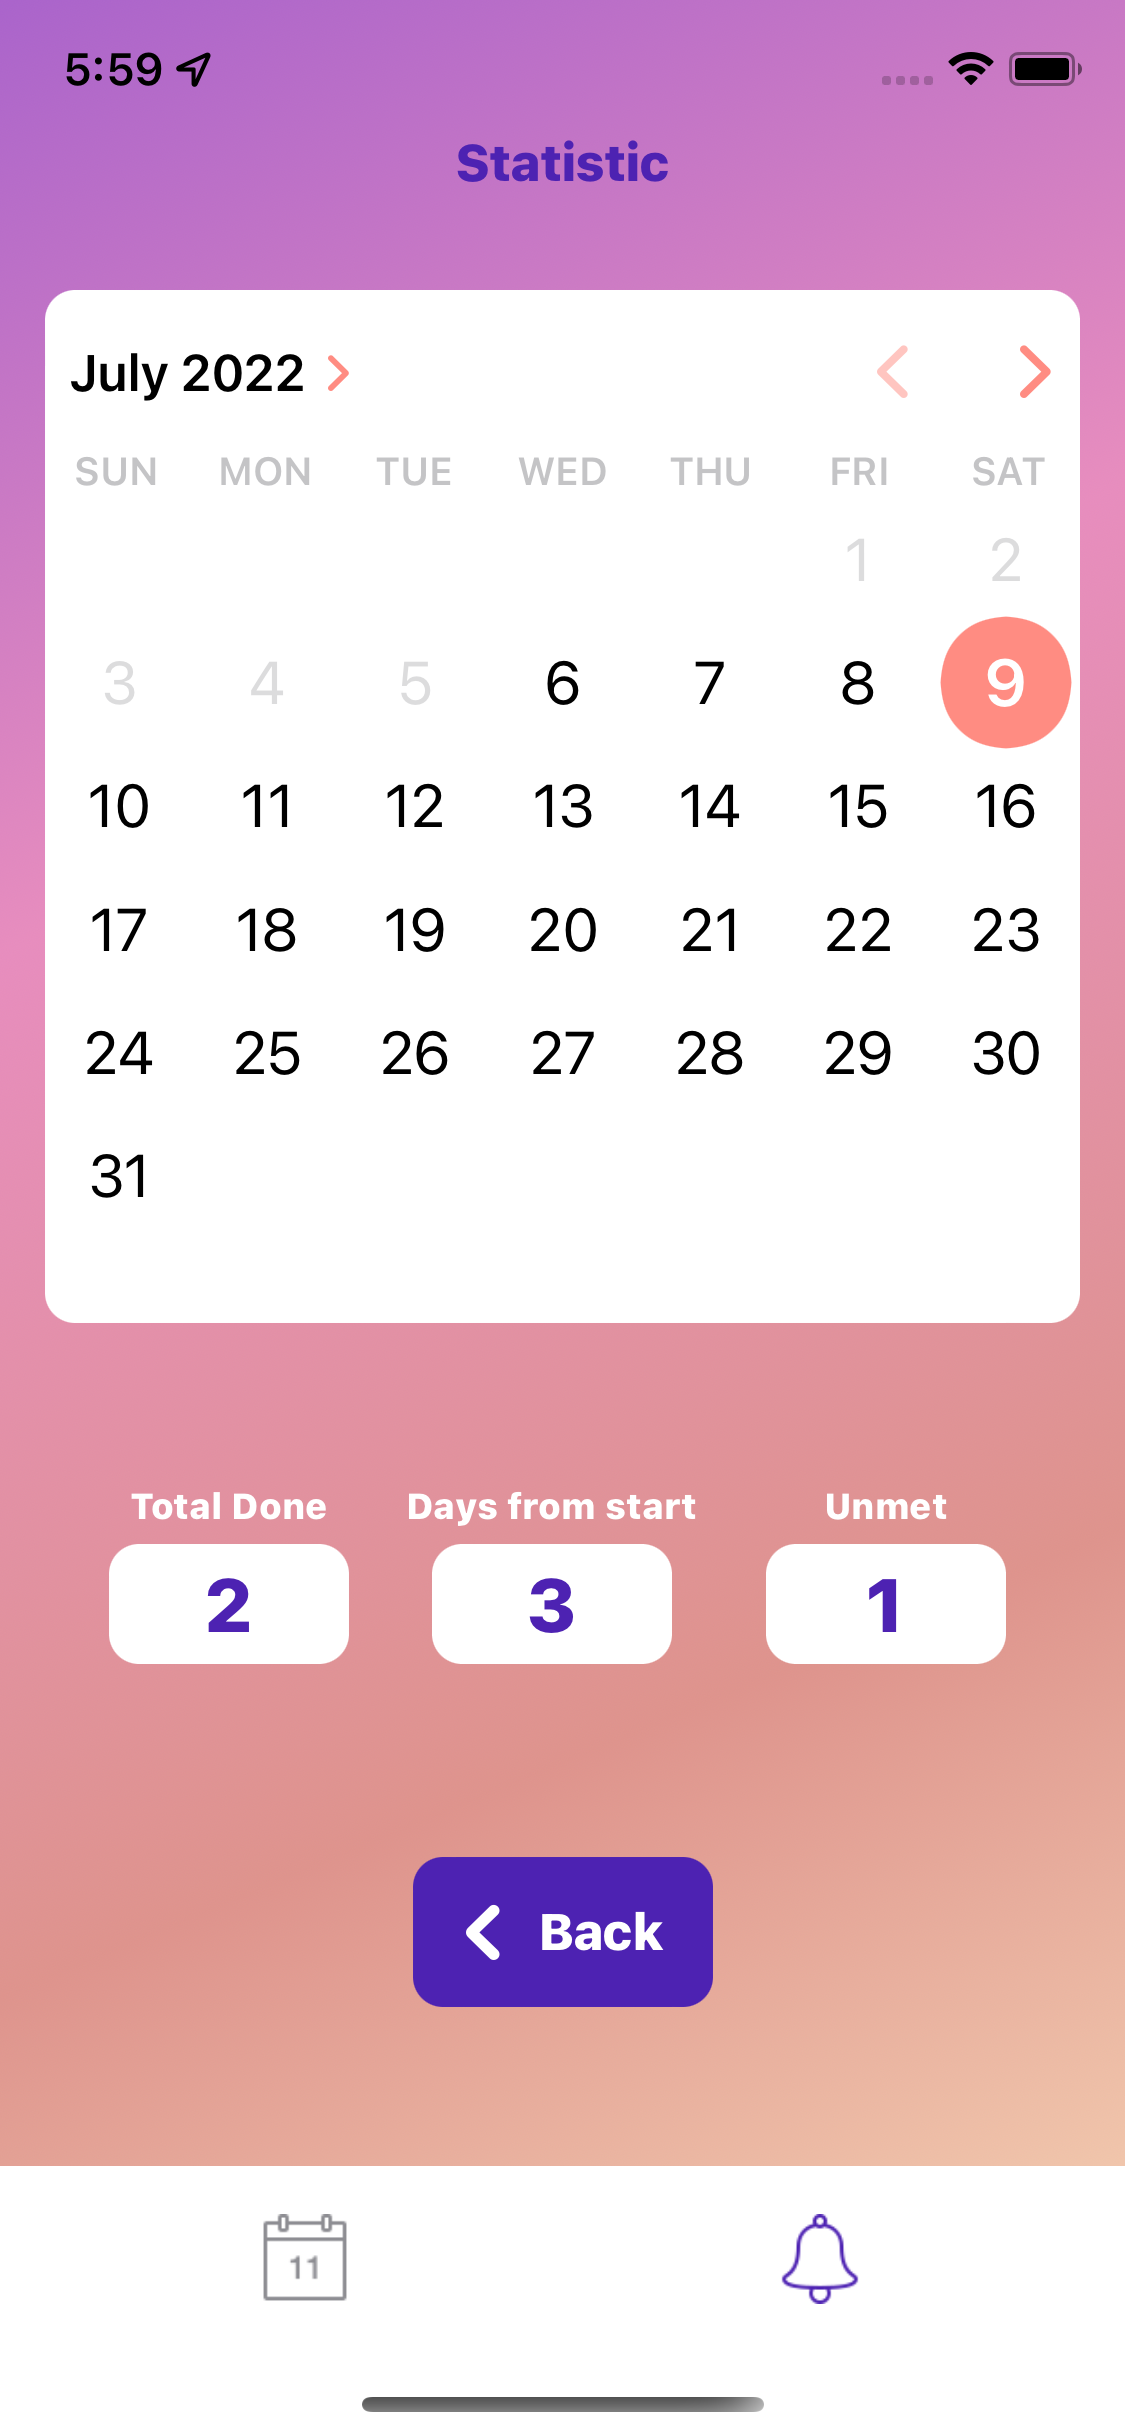 5:59
Statistic
July 2022
SUN MON TUE WED THU FRI SAT
1 2
3 4 5 6 7 8 9
10 11 12 13 14 15 16
17 18 19 20 21 22 23
24 25 26 27 28 29 30
31
Total Done Days from start Unmet
2 3 1
Back
11